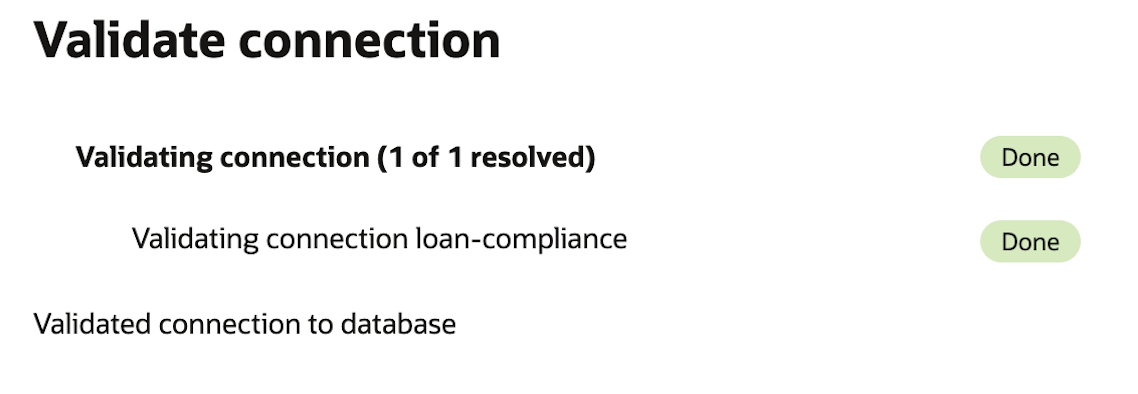 Validate connection
Validating connection (1 of 1 resolved) Done
Validating connection loan-compliance Done
Validated connection to database